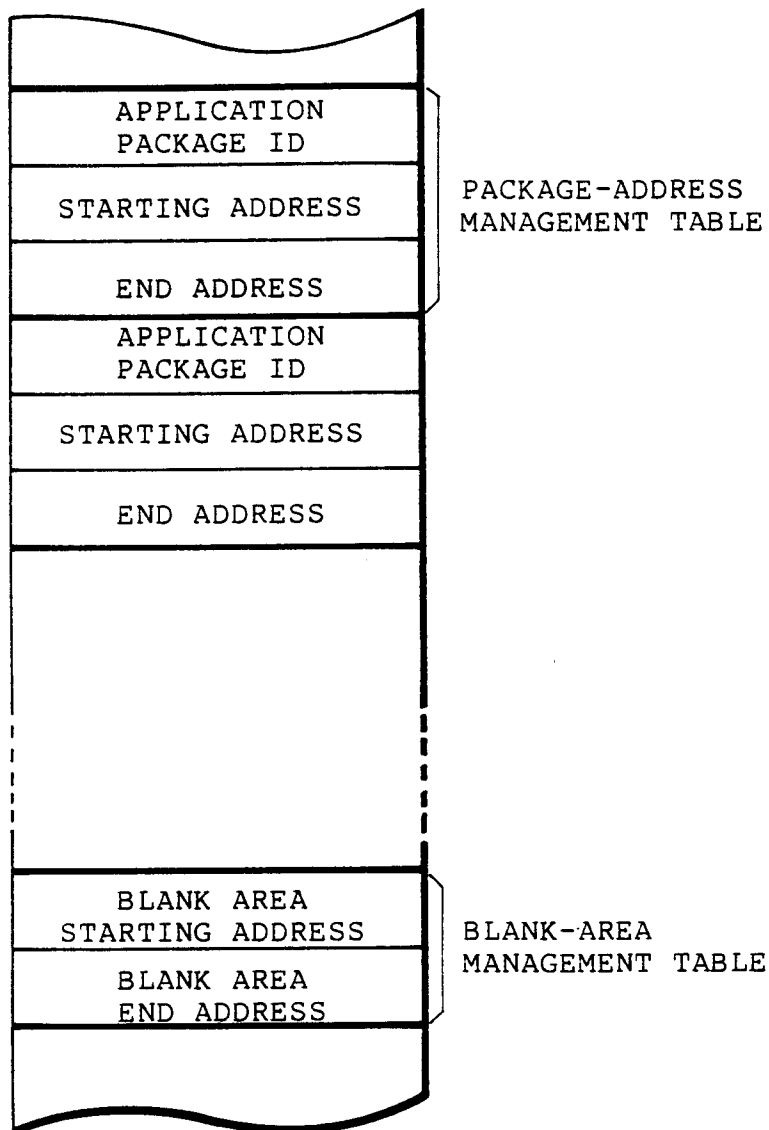 APPLICATION
PACKAGE ID
STARTING ADDRESS
PACKAGE-ADDRESS
MANAGEMENT TABLE
END ADDRESS
APPLICATION
PACKAGE ID
STARTING ADDRESS
END ADDRESS
BLANK AREA
STARTING ADDRESS
BLANK-AREA
MANAGEMENT TABLE
BLANK AREA
END ADDRESS